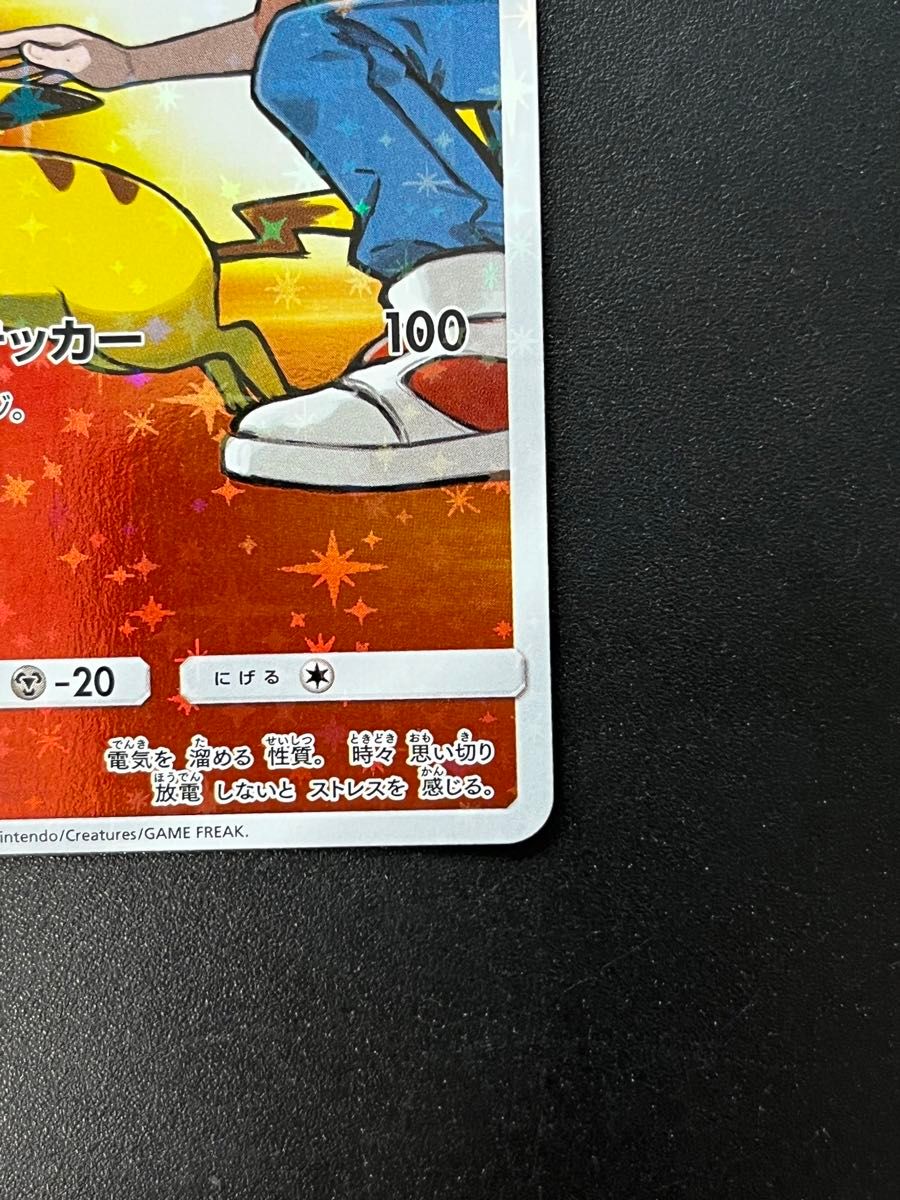 ッカー 100
。
-20 にげる
電気を 溜める 性質。 時々 思い切り
放電 しないと ストレスを 感じる。
intendo/Creatures/GAME FREAK.